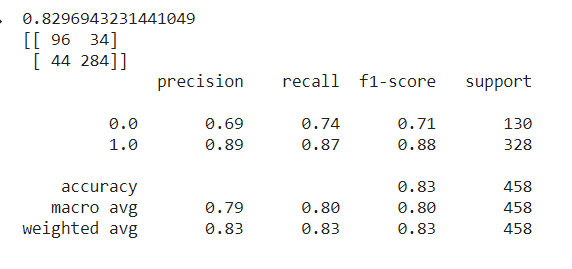 0.8296943231441049
[[ 96  34]
 [ 44 284]]
              precision    recall  f1-score   support

         0.0       0.69      0.74      0.71       130
         1.0       0.89      0.87      0.88       328

    accuracy                           0.83       458
   macro avg       0.79      0.80      0.80       458
weighted avg       0.83      0.83      0.83       458